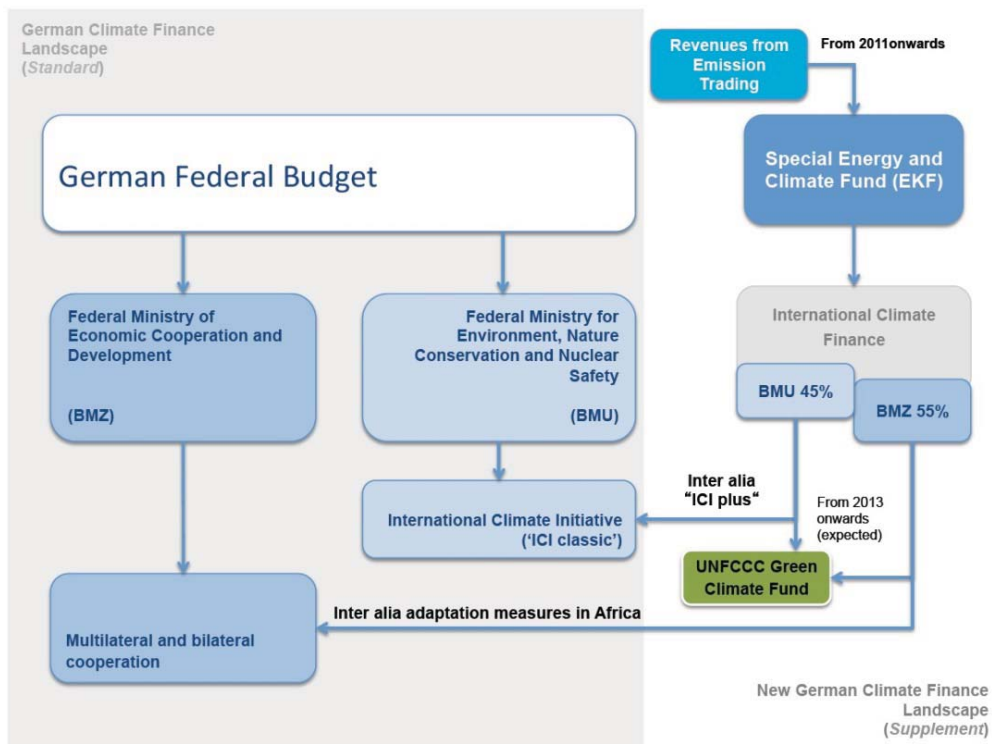 German Climate Finance
Landscape
(Standard)
Revenues from
Emission
Trading
From 2011onwards
German Federal Budget
Special Energy and
Climate Fund (EKF)
Federal Ministry of
Economic Cooperation and
Development
(BMZ)
Federal Ministry for
Environment, Nature
Conservation and Nuclear
Safety
(BMU)
International Climate
Finance
BMU 45%
BMZ 55%
Inter alia
“ICI plus“
From 2013
onwards
(expected)
International Climate Initiative
(‘ICI classic’)
UNFCCC Green
Climate Fund
Inter alia adaptation measures in Africa
Multilateral and bilateral
cooperation
New German Climate Finance
Landscape
(Supplement)